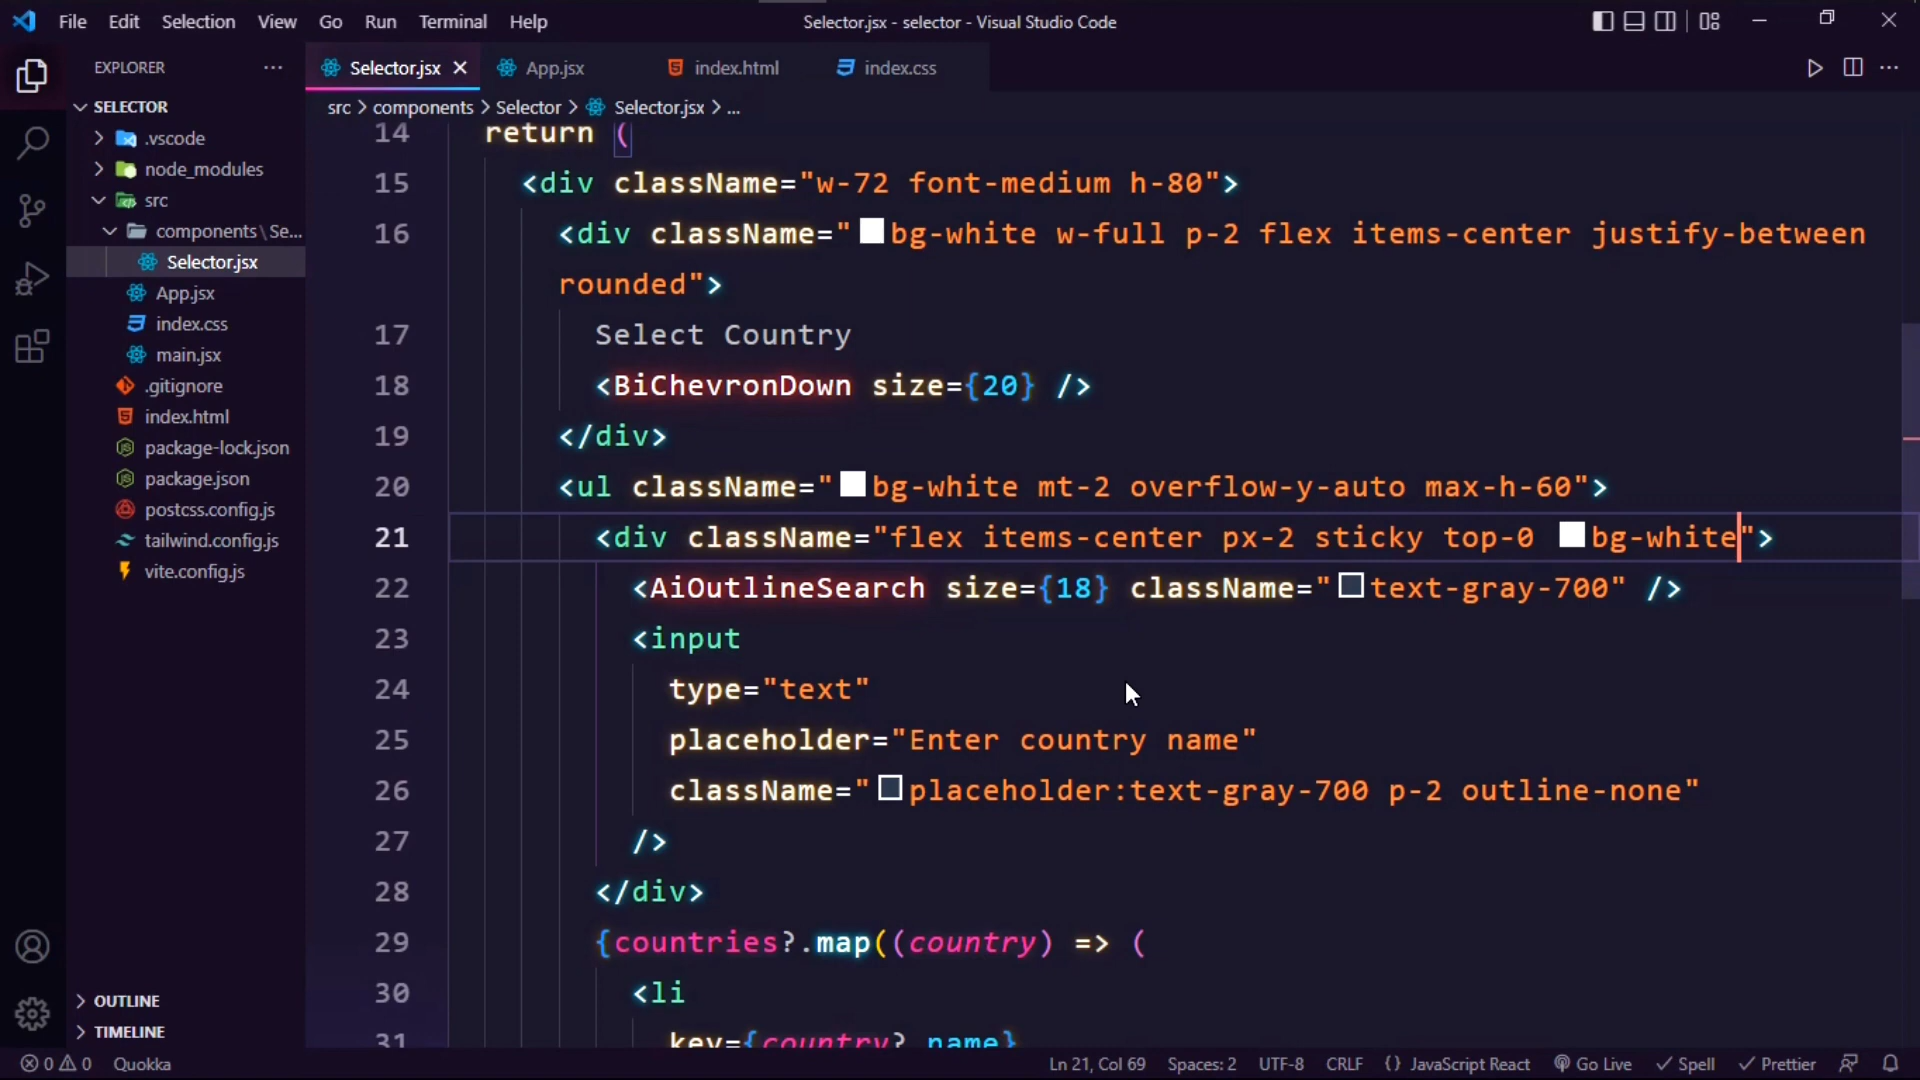 File Edit Selection View Go Run Terminal Help
Selector.jsx - selector - Visual Studio Code
EXPLORER
Selector.jsx
App.jsx
index.html
index.css
SELECTOR
src > components > Selector > Selector.jsx > ...
.vscode
node_modules
src
components\Se...
Selector.jsx
App.jsx
index.css
main.jsx
.gitignore
index.html
package-lock.json
package.json
postcss.config.js
tailwind.config.js
vite.config.js
OUTLINE
TIMELINE
14 return (
15 <div className="w-72 font-medium h-80">
16 <div className="bg-white w-full p-2 flex items-center justify-between
rounded">
17 Select Country
18 <BiChevronDown size={20} />
19 </div>
20 <ul className="bg-white mt-2 overflow-y-auto max-h-60">
21 <div className="flex items-center px-2 sticky top-0 bg-white">
22 <AiOutlineSearch size={18} className="text-gray-700" />
23 <input
24 type="text"
25 placeholder="Enter country name"
26 className="placeholder:text-gray-700 p-2 outline-none"
27 />
28 </div>
29 {countries?.map((country) => (
30 <li
31 key={country?.name}
0 0 Quokka
Ln 21, Col 69 Spaces: 2 UTF-8 CRLF {} JavaScript React Go Live Spell Prettier